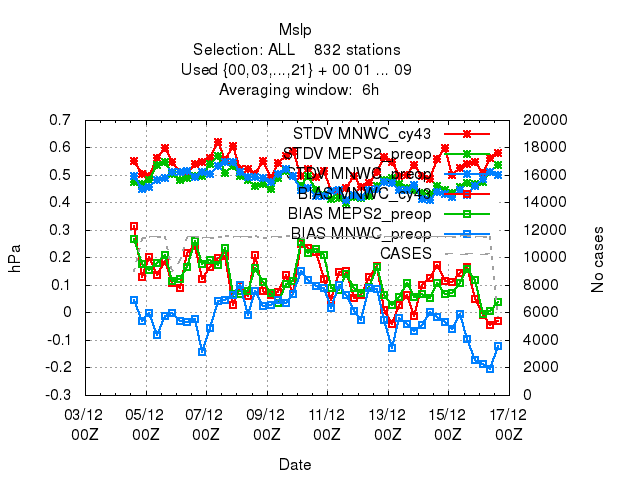 Mslp
Selection: ALL    832 stations
Used {00,03,...,21} + 00 01 ... 09
Averaging window:  6h
0.7
0.6
0.5
0.4
0.3
0.2
0.1
0
-0.1
-0.2
-0.3
hPa
20000
18000
16000
14000
12000
10000
8000
6000
4000
2000
0
No cases
STDV MNWC_cy43
STDV MEPS2_preop
STDV MNWC_preop
BIAS MNWC_cy43
BIAS MEPS2_preop
BIAS MNWC_preop
CASES
03/12 05/12 07/12 09/12 11/12 13/12 15/12 17/12
00Z 00Z 00Z 00Z 00Z 00Z 00Z 00Z
Date